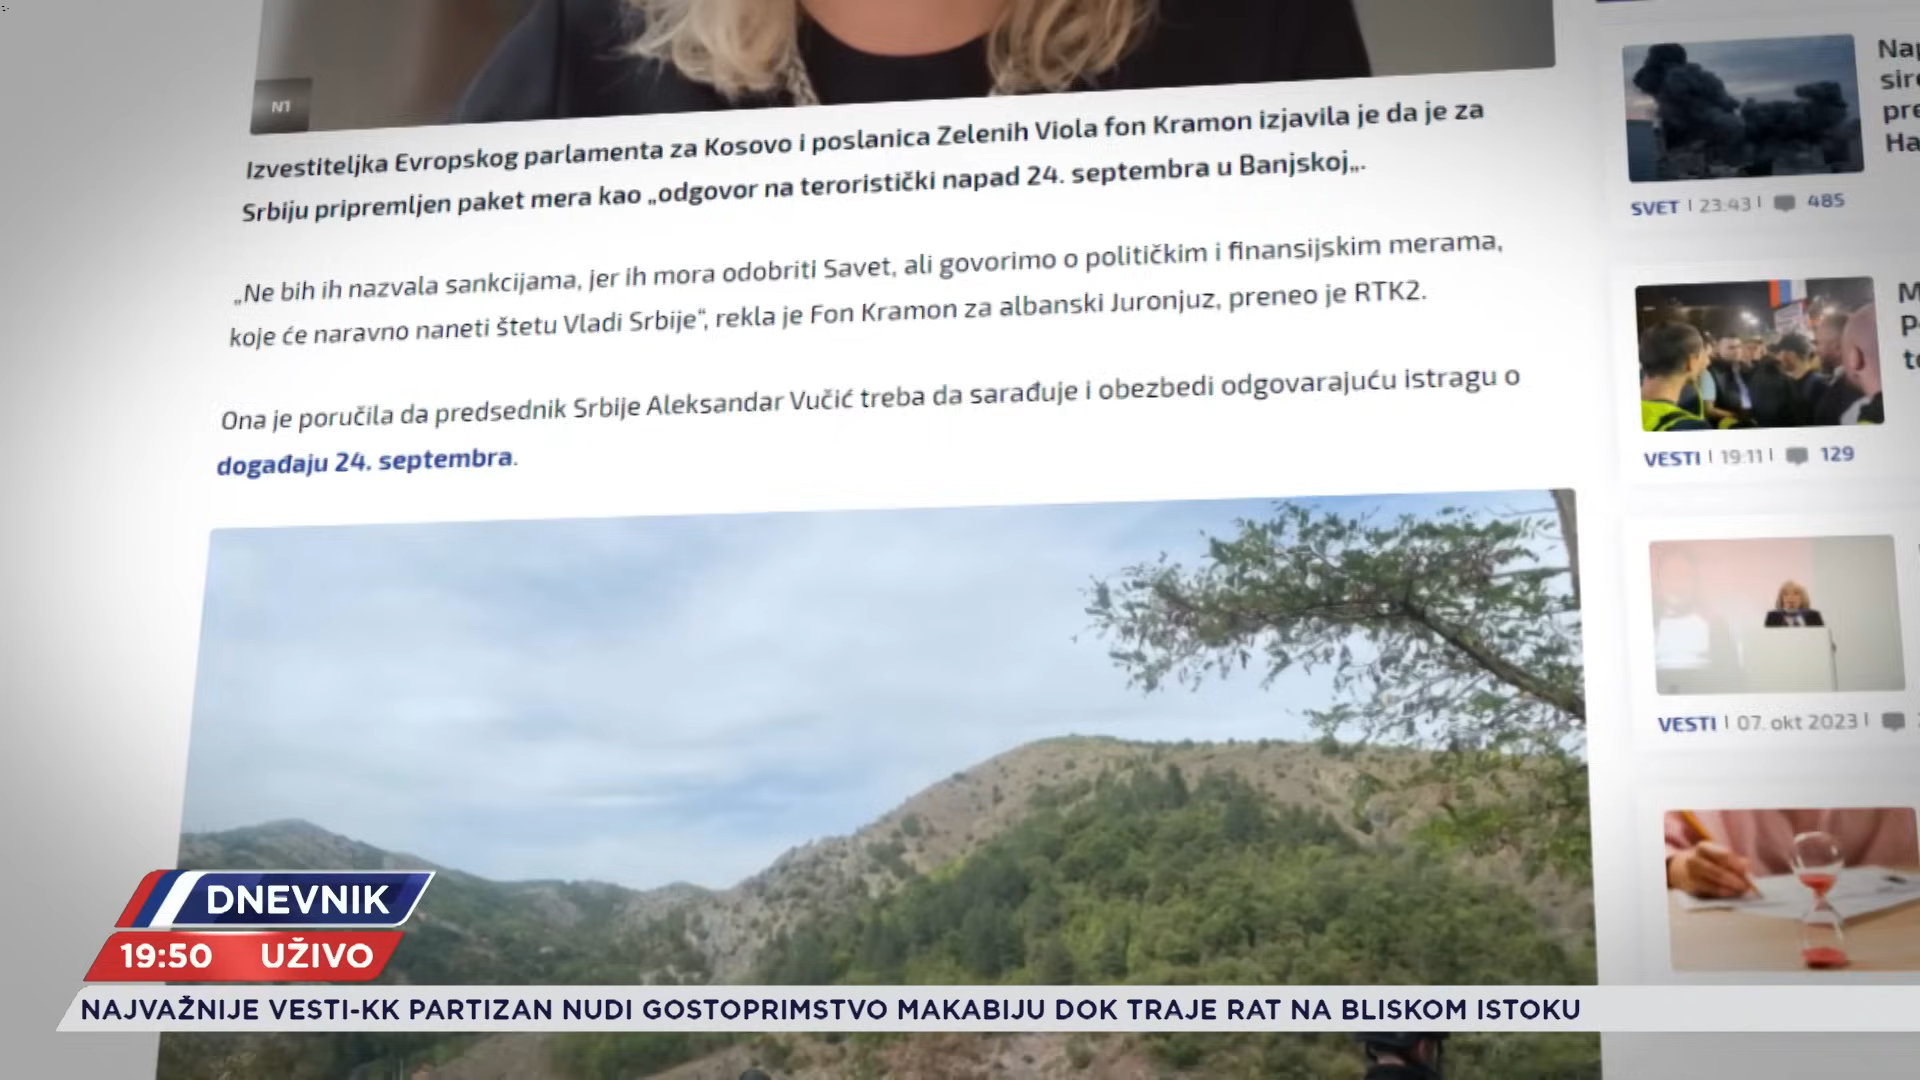 N1
Izvestiteljka Evropskog parlamenta za Kosovo i poslanica Zelenih Viola fon Kramon izjavila je da je za
Srbiju pripremljen paket mera kao „odgovor na teroristički napad 24. septembra u Banjskoj„.
„Ne bih ih nazvala sankcijama, jer ih mora odobriti Savet, ali govorimo o političkim i finansijskim merama,
koje će naravno naneti štetu Vladi Srbije“, rekla je Fon Kramon za albanski Juronjuz, preneo je RTK2.
Ona je poručila da predsednik Srbije Aleksandar Vučić treba da sarađuje i obezbedi odgovarajuću istragu o
događaju 24. septembra.
SVET | 23:43 | 485
VESTI | 19:11 | 129
VESTI | 07. okt 2023 |
DNEVNIK
19:50 UŽIVO
NAJVAŽNIJE VESTI-KK PARTIZAN NUDI GOSTOPRIMSTVO MAKABIJU DOK TRAJE RAT NA BLISKOM ISTOKU